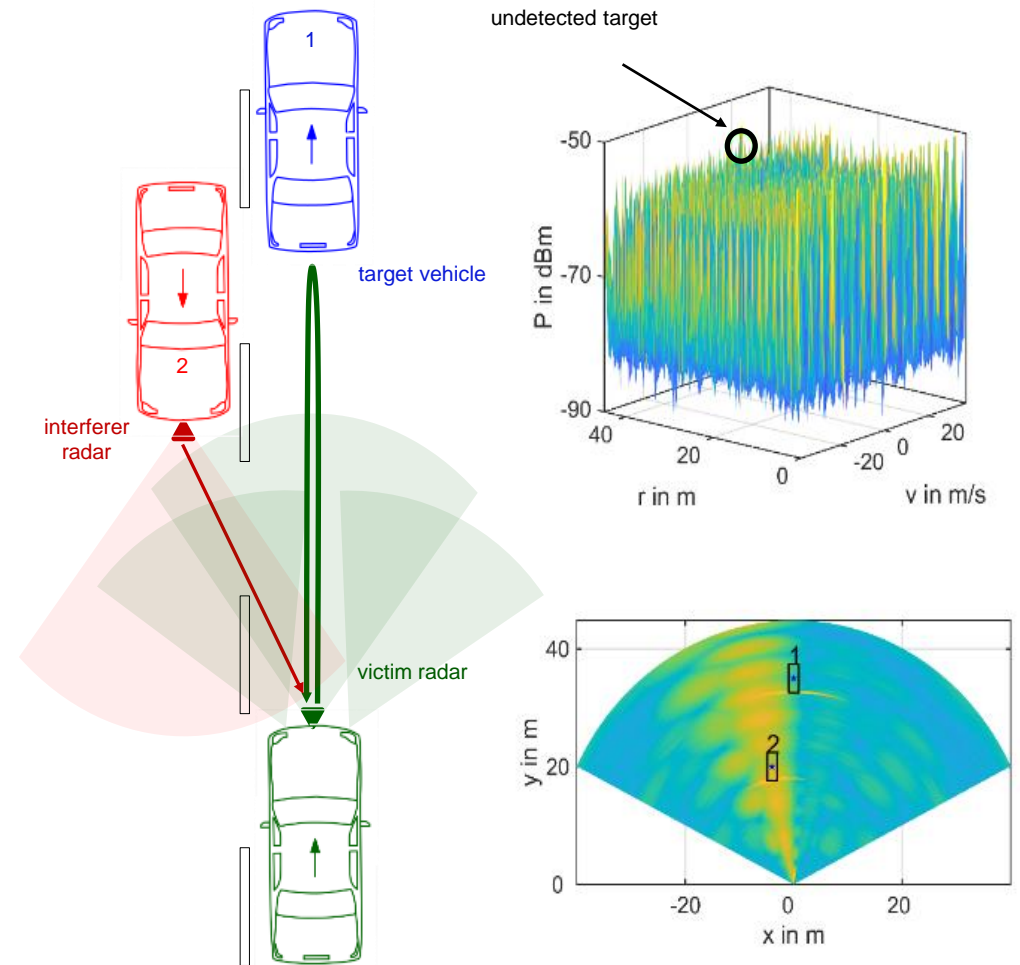 undetected target
1
target vehicle
2
interferer
radar
victim radar
P in dBm
-50
-70
-90
40
20
0
r in m
-20
0
20
v in m/s
y in m
40
20
0
1
2
-20
0
20
x in m